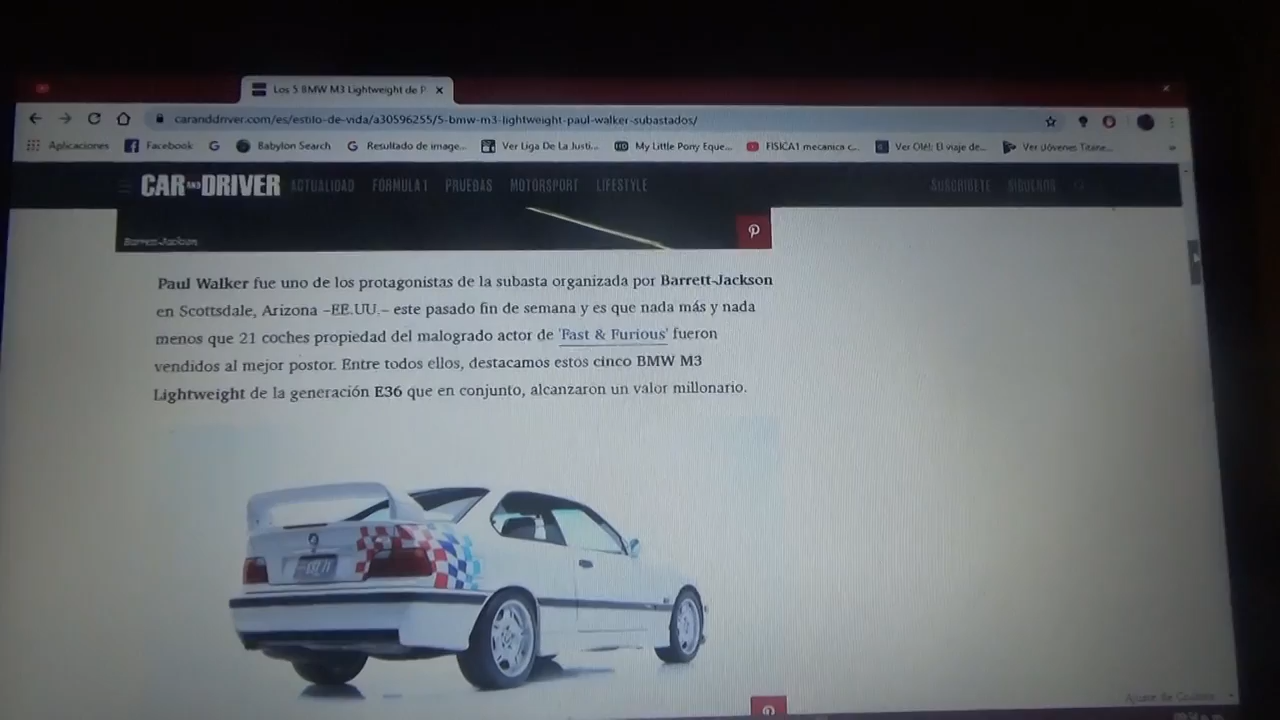 Los 5 BMW M3 Lightweight de P
caranddriver.com/es/estilo-de-vida/a30596255/5-bmw-m3-lightweight-paul-walker-subastados/
Aplicaciones Facebook Babylon Search Resultado de image... Ver Liga De La Justi... My Little Pony Eque... FISICA1 mecanica c... Ver Olé!: El viaje de... Ver Jóvenes Titane...
CAR AND DRIVER ACTUALIDAD FÓRMULA 1 PRUEBAS MOTORSPORT LIFESTYLE SUSCRÍBETE SÍGUENOS
Barrett-Jackson
Paul Walker fue uno de los protagonistas de la subasta organizada por Barrett-Jackson
en Scottsdale, Arizona –EE.UU.– este pasado fin de semana y es que nada más y nada
menos que 21 coches propiedad del malogrado actor de 'Fast & Furious' fueron
vendidos al mejor postor. Entre todos ellos, destacamos estos cinco BMW M3
Lightweight de la generación E36 que en conjunto, alcanzaron un valor millonario.
Ajuste de Cookies